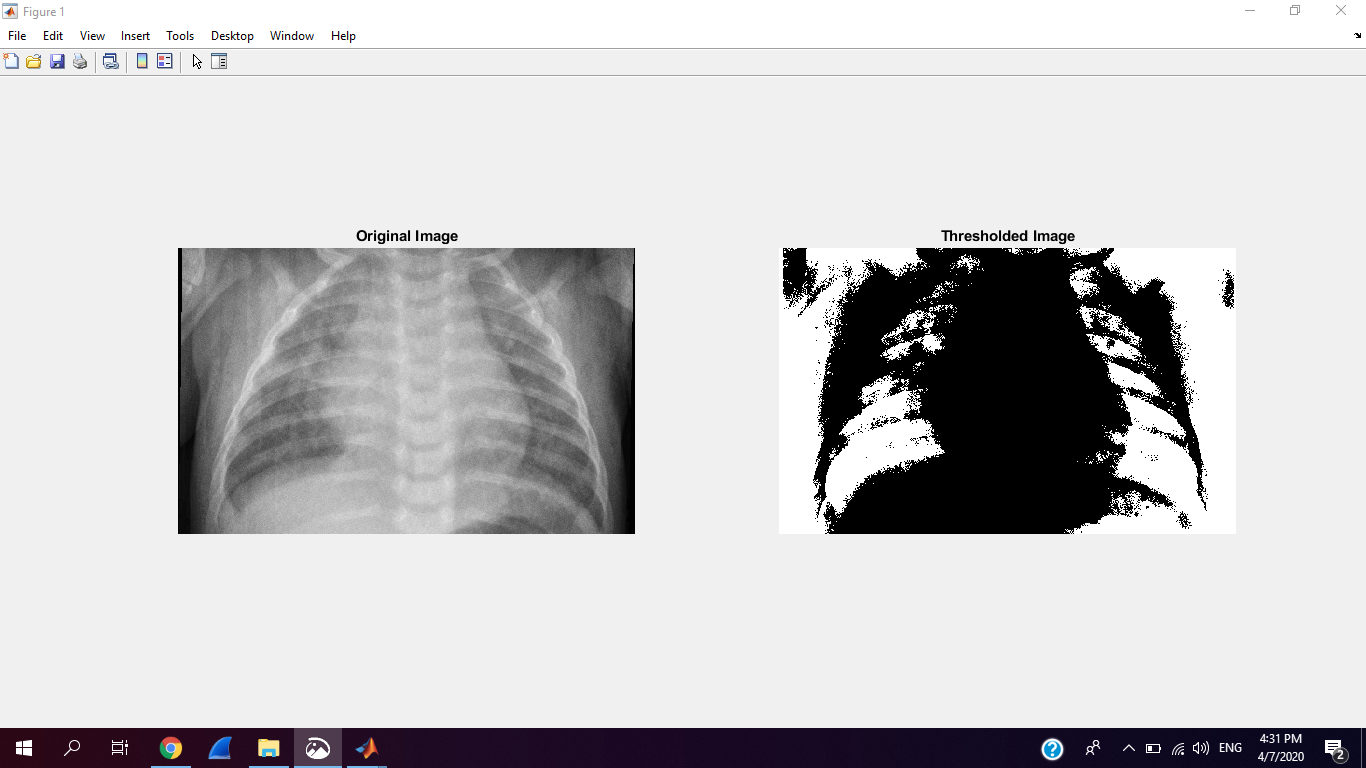 Figure 1
File Edit View Insert Tools Desktop Window Help
Original Image
Thresholded Image
ENG
4:31 PM
4/7/2020
2